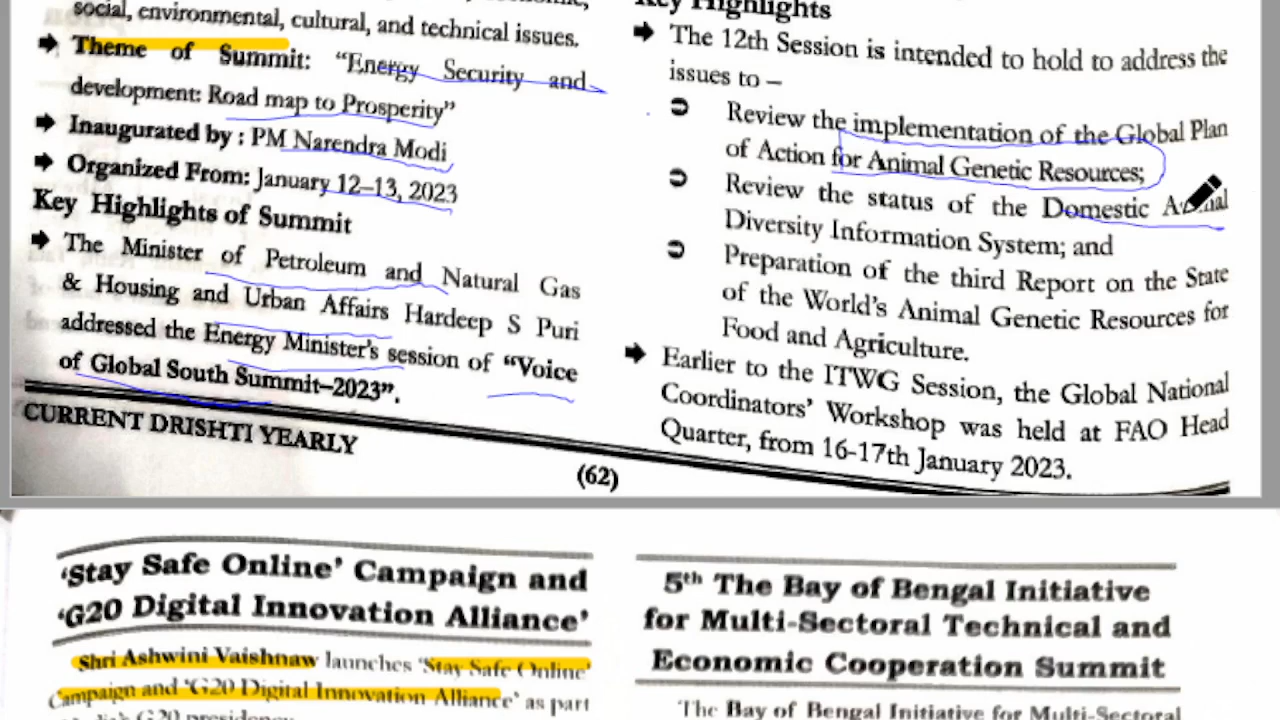 social, environmental, cultural, and technical issues.
➔ Theme of Summit: “Energy Security and
development: Road map to Prosperity”
➔ Inaugurated by : PM Narendra Modi
➔ Organized From: January 12–13, 2023
Key Highlights of Summit
➔ The Minister of Petroleum and Natural Gas
& Housing and Urban Affairs Hardeep S Puri
addressed the Energy Minister’s session of “Voice
of Global South Summit–2023”.
CURRENT DRISHTI YEARLY
Key Highlights
➔ The 12th Session is intended to hold to address the
issues to –
➲ Review the implementation of the Global Plan
of Action for Animal Genetic Resources;
➲ Review the status of the Domestic
Diversity Information System; and
➲ Preparation of the third Report on the State
of the World’s Animal Genetic Resources for
Food and Agriculture.
➔ Earlier to the ITWG Session, the Global National
Coordinators’ Workshop was held at FAO Head
Quarter, from 16-17th January 2023.
(62)
‘Stay Safe Online’ Campaign and
‘G20 Digital Innovation Alliance’
Shri Ashwini Vaishnaw launches ‘Stay Safe Online’
Campaign and ‘G20 Digital Innovation Alliance’ as part
G20 presidency
5th The Bay of Bengal Initiative
for Multi-Sectoral Technical and
Economic Cooperation Summit
The Bay of Bengal Initiative for Multi-Sectoral